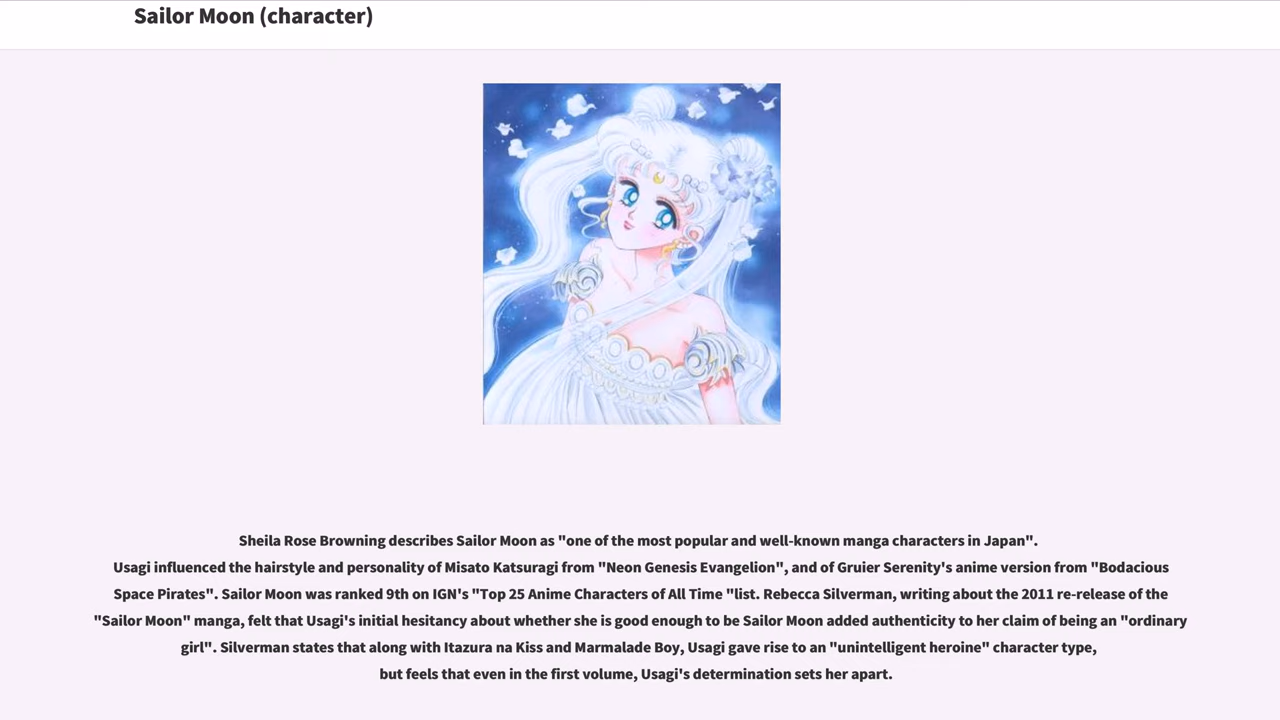 Sailor Moon (character)
Sheila Rose Browning describes Sailor Moon as "one of the most popular and well-known manga characters in Japan".
Usagi influenced the hairstyle and personality of Misato Katsuragi from "Neon Genesis Evangelion", and of Gruier Serenity's anime version from "Bodacious
Space Pirates". Sailor Moon was ranked 9th on IGN's "Top 25 Anime Characters of All Time "list. Rebecca Silverman, writing about the 2011 re-release of the
"Sailor Moon" manga, felt that Usagi's initial hesitancy about whether she is good enough to be Sailor Moon added authenticity to her claim of being an "ordinary
girl". Silverman states that along with Itazura na Kiss and Marmalade Boy, Usagi gave rise to an "unintelligent heroine" character type,
but feels that even in the first volume, Usagi's determination sets her apart.